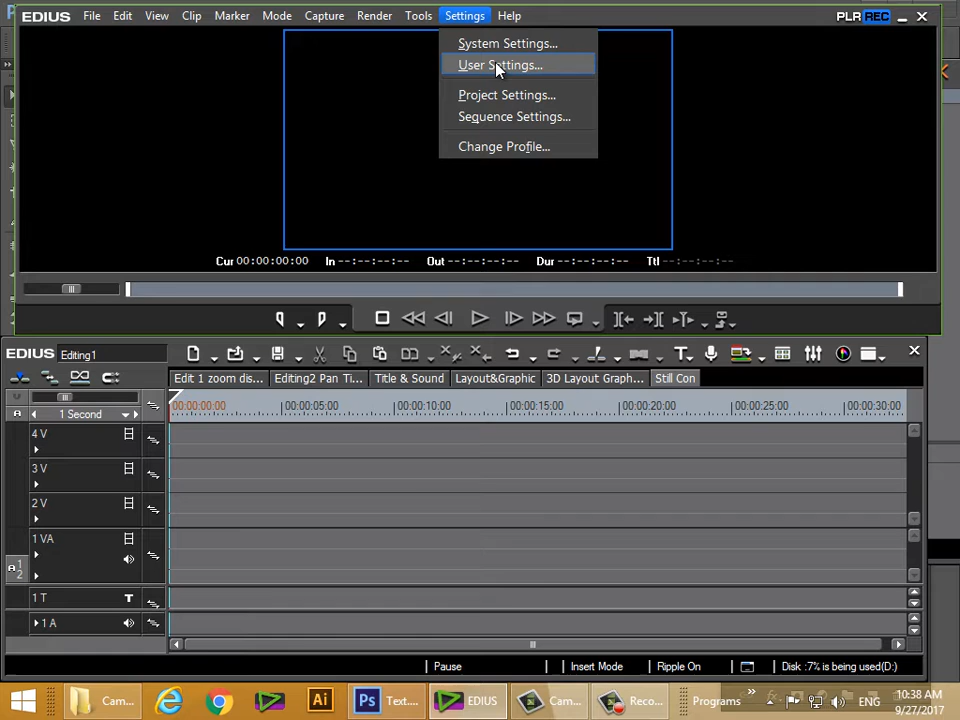 EDIUS File Edit View Clip Marker Mode Capture Render Tools Settings Help PLR REC
System Settings...
User Settings...
Project Settings...
Sequence Settings...
Change Profile...
Cur 00:00:00:00 In --:--:--:-- Out --:--:--:-- Dur --:--:--:-- Ttl --:--:--:--
EDIUS Editing1
Edit 1 zoom dis... Editing2 Pan Ti... Title & Sound Layout&Graphic 3D Layout Graph... Still Con
1 Second 00:00:00:00 00:00:05:00 00:00:10:00 00:00:15:00 00:00:20:00 00:00:25:00 00:00:30:00
4 V
3 V
2 V
1 VA
A 1
2
1 T T
1 A
Pause Insert Mode Ripple On Disk :7% is being used(D:)
Cam... Ai Ps Text... EDIUS Cam... Reco... Programs ENG 10:38 AM
9/27/2017